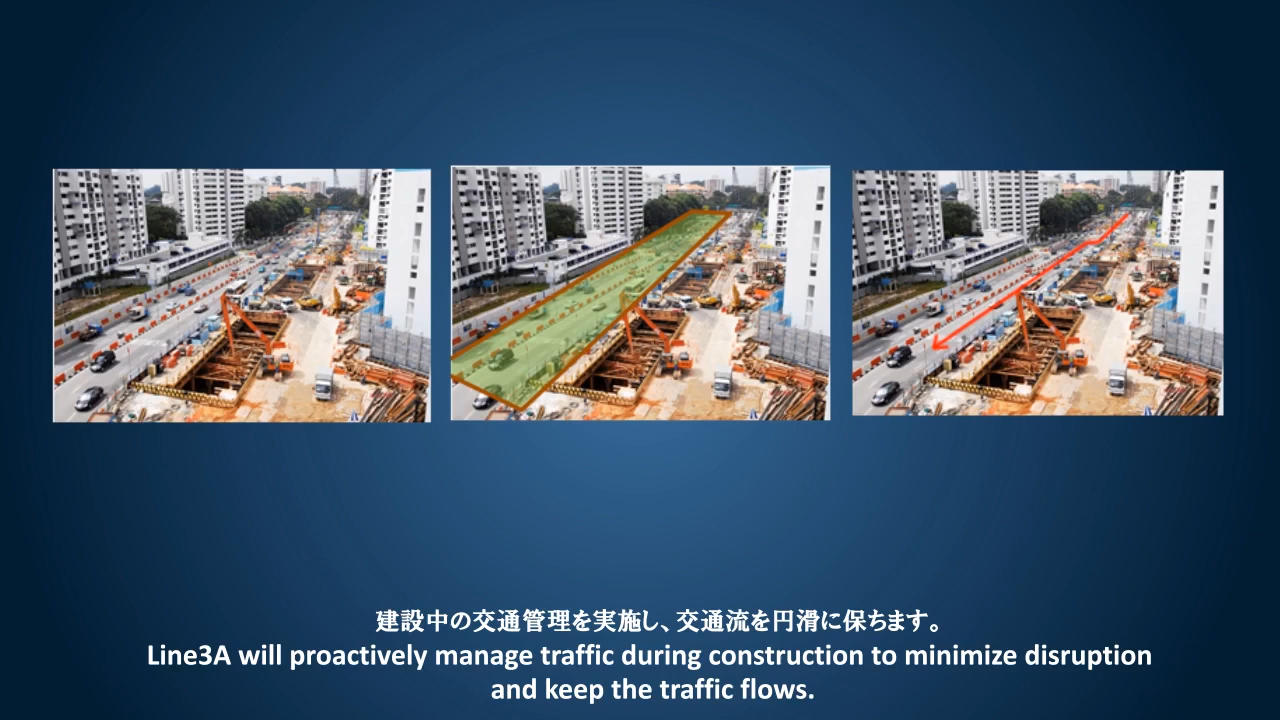 建設中の交通管理を実施し、交通流を円滑に保ちます。
Line3A will proactively manage traffic during construction to minimize disruption
and keep the traffic flows.